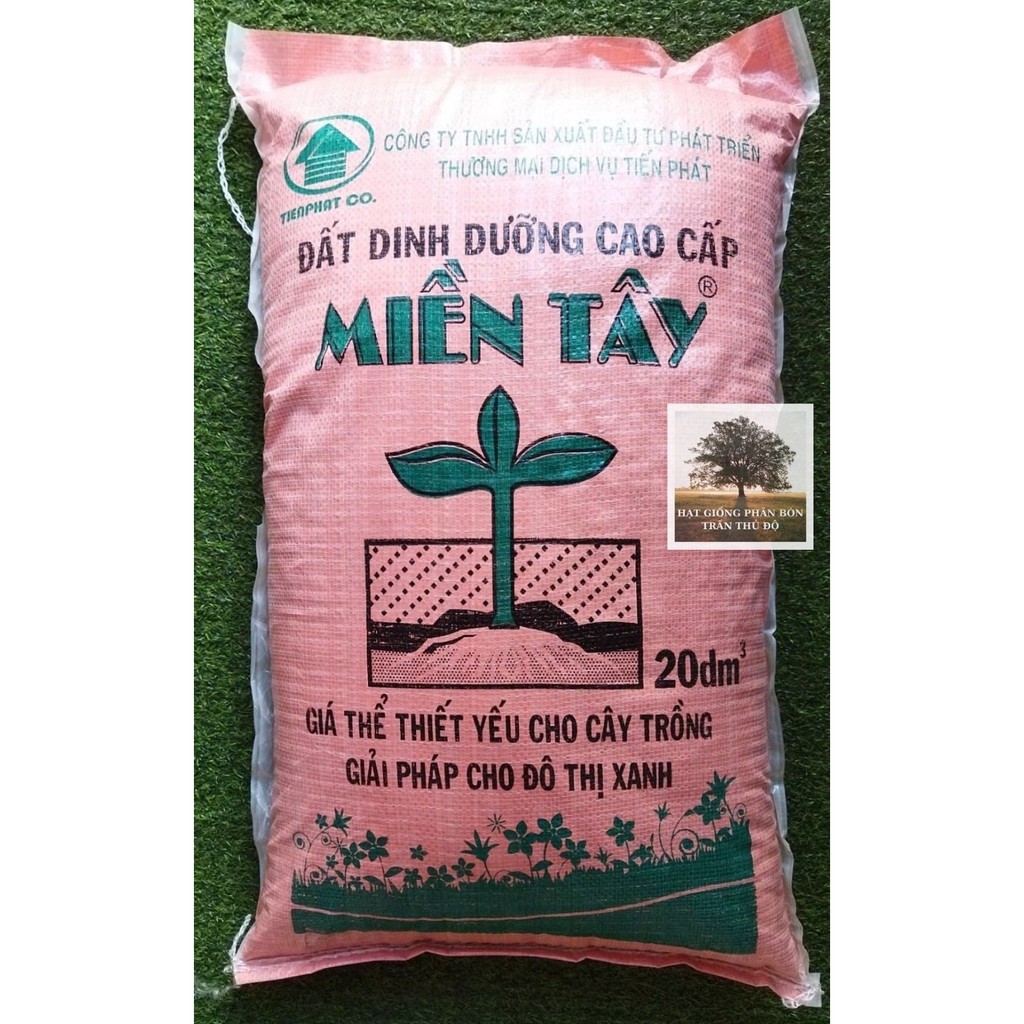 CÔNG TY TNHH SẢN XUẤT ĐẦU TƯ PHÁT TRIỂN
THƯƠNG MẠI DỊCH VỤ TIẾN PHÁT
TIENPHAT CO.
ĐẤT DINH DƯỠNG CAO CẤP
MIỀN TÂY®
HẠT GIỐNG PHÂN BÓN
TRẦN THỦ ĐỘ
20dm³
GIÁ THỂ THIẾT YẾU CHO CÂY TRỒNG
GIẢI PHÁP CHO ĐÔ THỊ XANH